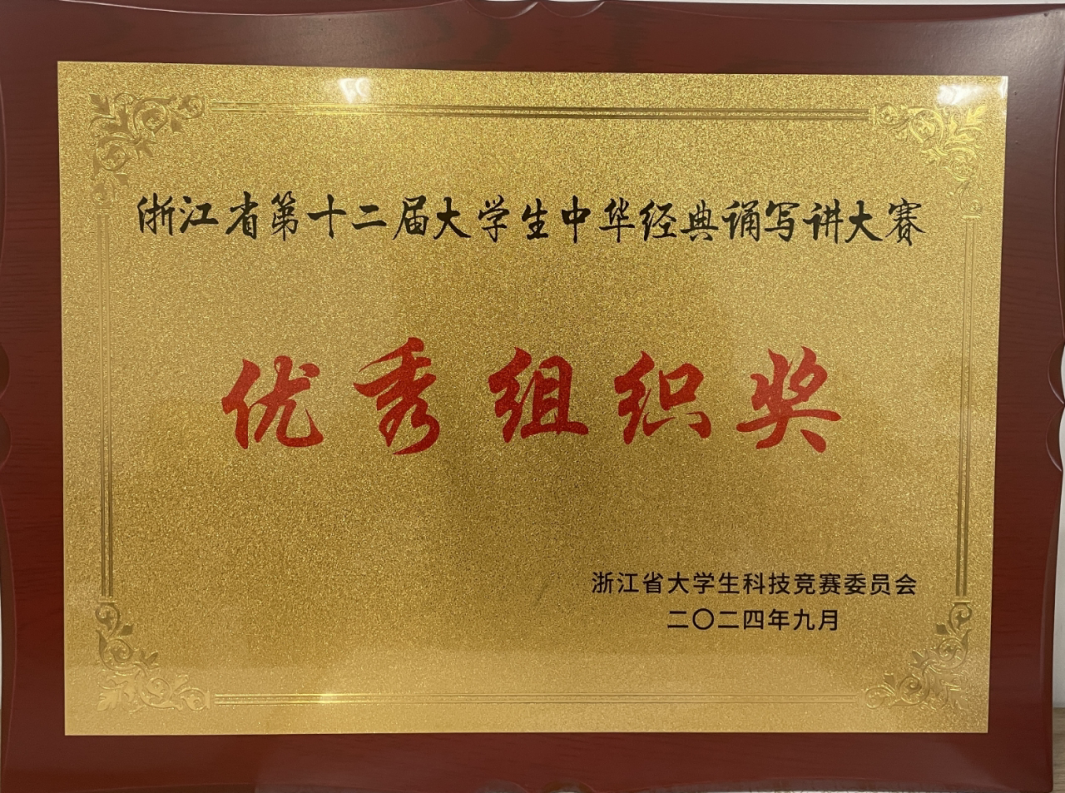 浙江省第十二届大学生中华经典诵写讲大赛
优秀组织奖
浙江省大学生科技竞赛委员会
二〇二四年九月